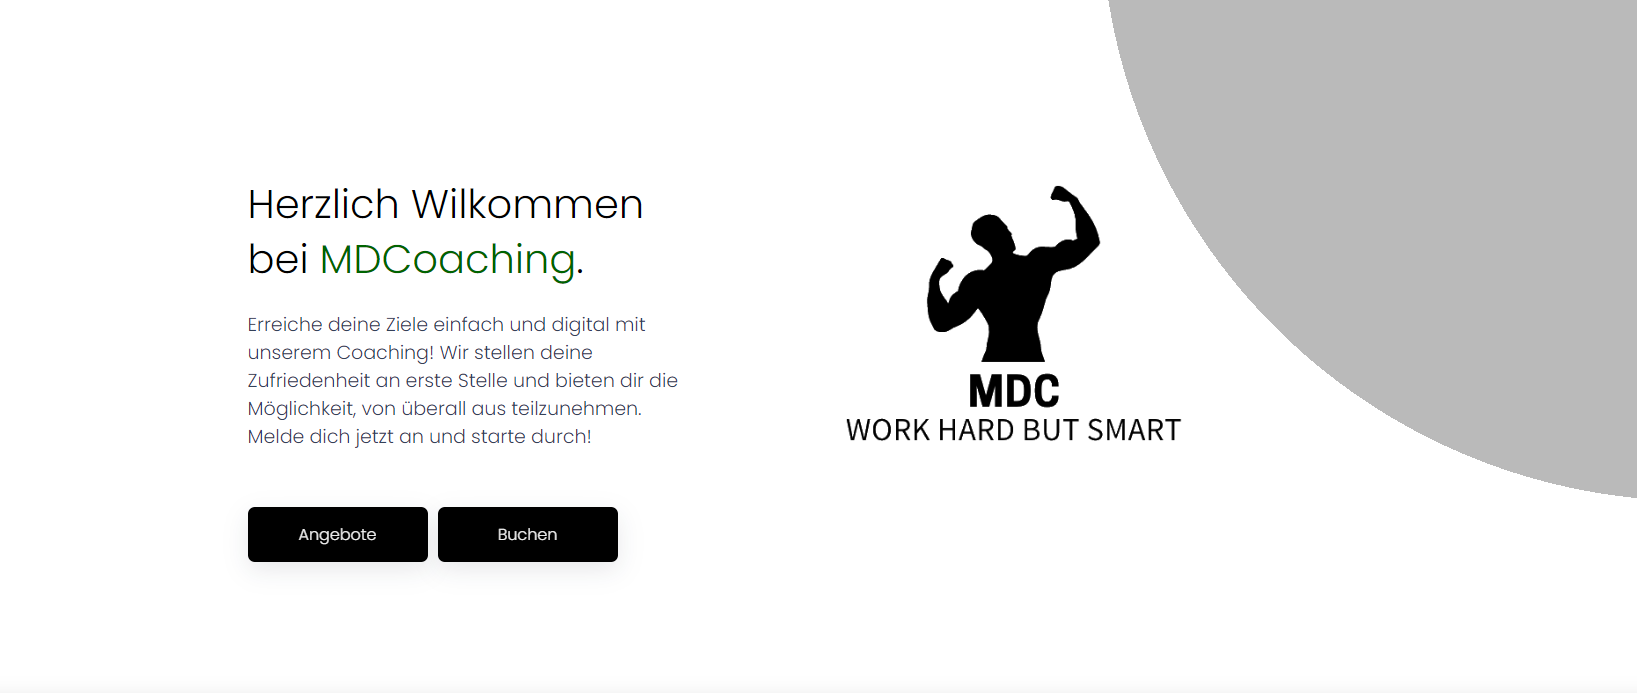 Herzlich Wilkommen
bei MDCoaching.
Erreiche deine Ziele einfach und digital mit
unserem Coaching! Wir stellen deine
Zufriedenheit an erste Stelle und bieten dir die
Möglichkeit, von überall aus teilzunehmen.
Melde dich jetzt an und starte durch!
Angebote
Buchen
MDC
WORK HARD BUT SMART